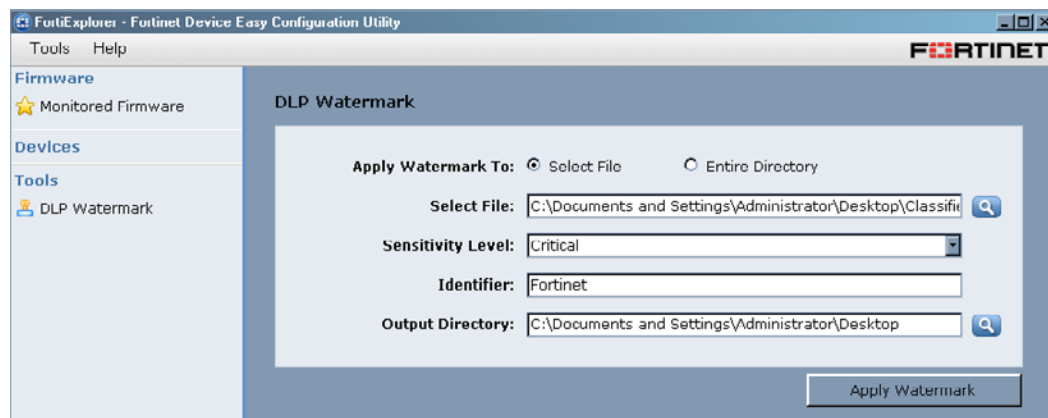 FortiExplorer - Fortinet Device Easy Configuration Utility
Tools Help FORTINET
Firmware
Monitored Firmware
Devices
Tools
DLP Watermark
DLP Watermark
Apply Watermark To: Select File Entire Directory
Select File: C:\Documents and Settings\Administrator\Desktop\Classifie
Sensitivity Level: Critical
Identifier: Fortinet
Output Directory: C:\Documents and Settings\Administrator\Desktop
Apply Watermark